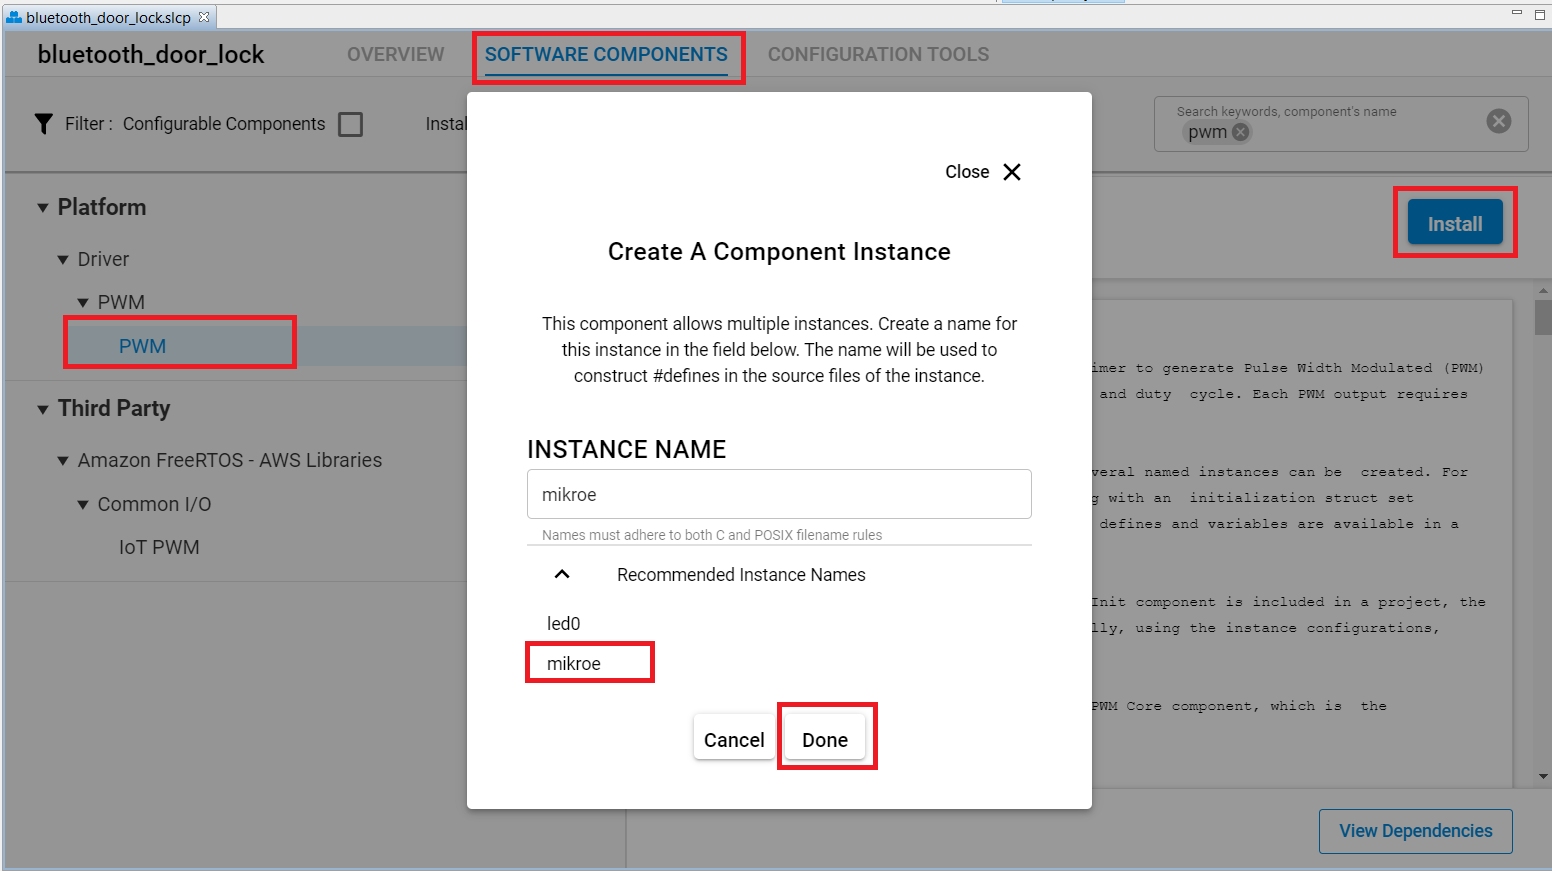 bluetooth_door_lock.slcp
bluetooth_door_lock
OVERVIEW
SOFTWARE COMPONENTS
CONFIGURATION TOOLS
Filter :
Configurable Components
Instal
Search keywords, component's name
pwm
Close
Platform
Install
Create A Component Instance
Driver
PWM
PWM
This component allows multiple instances. Create a name for
this instance in the field below. The name will be used to
construct #defines in the source files of the instance.
imer to generate Pulse Width Modulated (PWM)
and duty cycle. Each PWM output requires
Third Party
Amazon FreeRTOS - AWS Libraries
Common I/O
IoT PWM
INSTANCE NAME
mikroe
Names must adhere to both C and POSIX filename rules
Recommended Instance Names
led0
mikroe
veral named instances can be created. For
g with an initialization struct set
defines and variables are available in a
Init component is included in a project, the
lly, using the instance configurations,
PWM Core component, which is the
Cancel
Done
View Dependencies